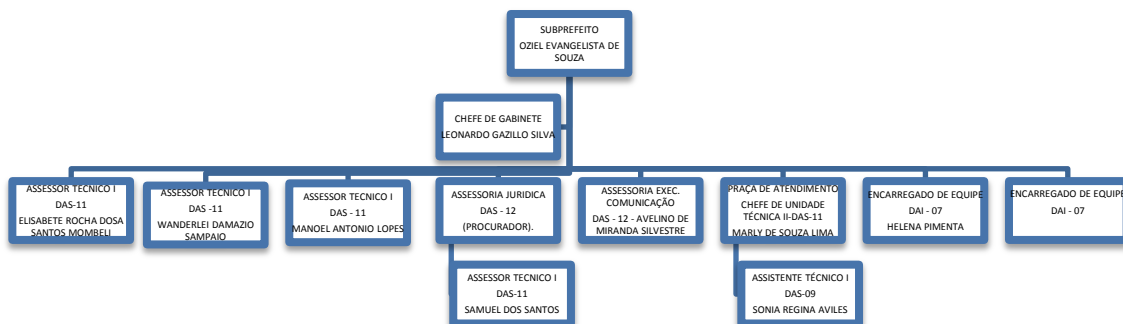 SUBPREFEITO
OZIEL EVANGELISTA DE
SOUZA
CHEFE DE GABINETE
LEONARDO GAZILLO SILVA
ASSESSOR TECNICO I
DAS-11
ELISABETE ROCHA DOSA
SANTOS MOMBELI
ASSESSOR TECNICO I
DAS -11
WANDERLEI DAMAZIO
SAMPAIO
ASSESSOR TECNICO I
DAS - 11
MANOEL ANTONIO LOPES
ASSESSORIA JURIDICA
DAS - 12
(PROCURADOR).
ASSESSORIA EXEC.
COMUNICAÇÃO
DAS - 12 - AVELINO DE
MIRANDA SILVESTRE
PRAÇA DE ATENDIMENTO
CHEFE DE UNIDADE
TÉCNICA II-DAS-11
MARLY DE SOUZA LIMA
ENCARREGADO DE EQUIPE
DAI - 07
HELENA PIMENTA
ENCARREGADO DE EQUIPE
DAI - 07
ASSESSOR TECNICO I
DAS-11
SAMUEL DOS SANTOS
ASSISTENTE TÉCNICO I
DAS-09
SONIA REGINA AVILES